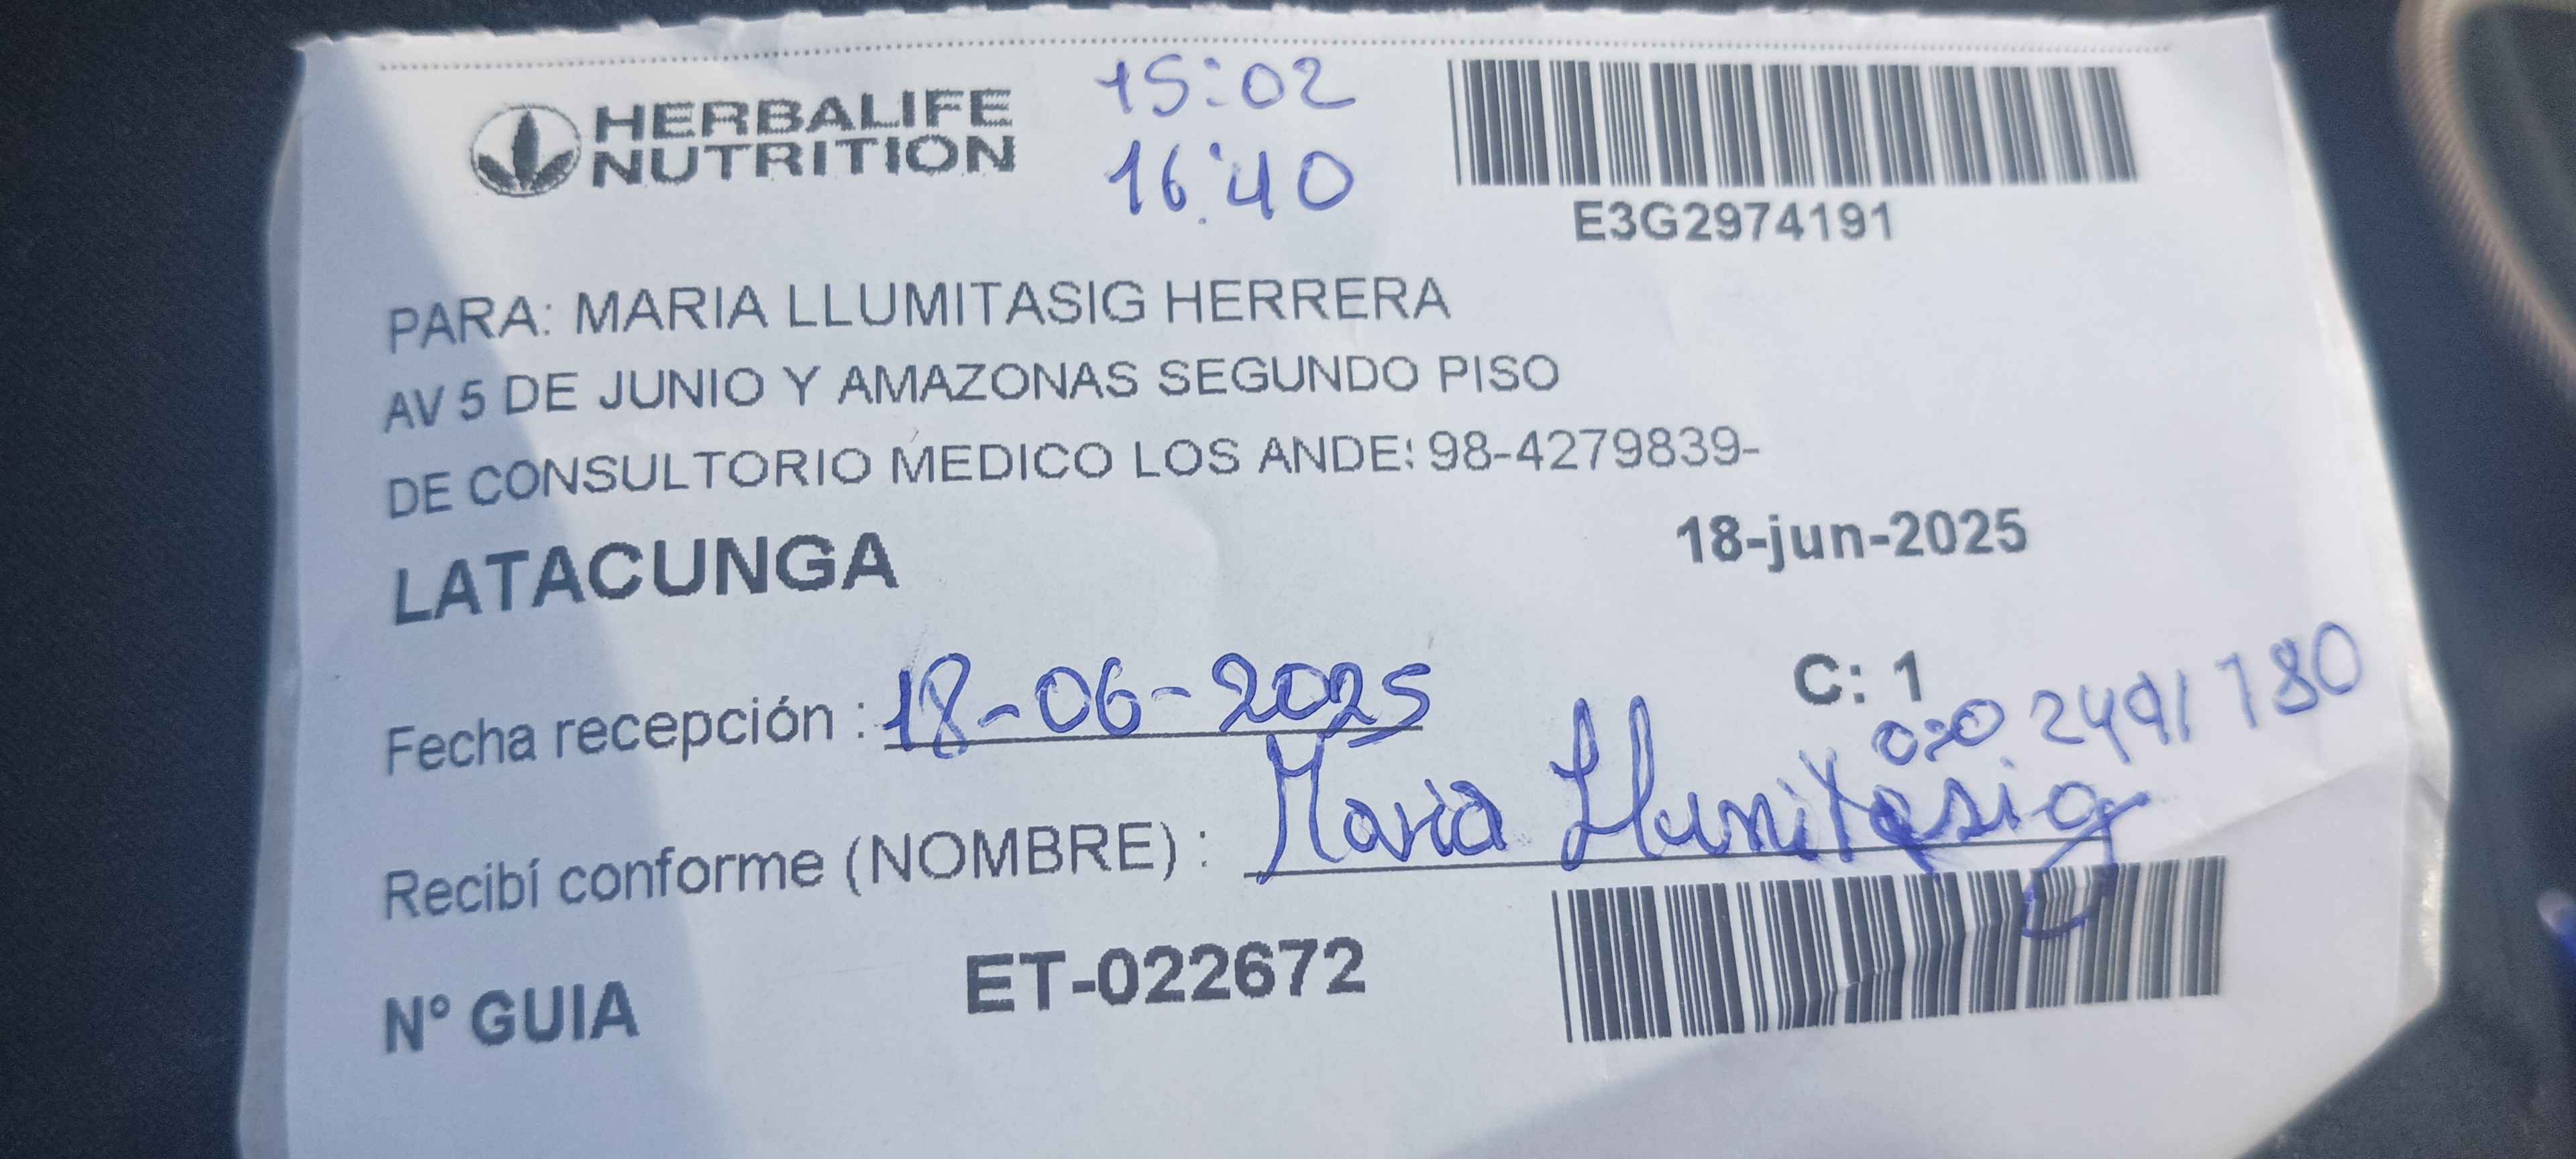 HERBALIFE
NUTRITION
15:02
16:40
E3G2974191
PARA: MARIA LLUMITASIG HERRERA
AV 5 DE JUNIO Y AMAZONAS SEGUNDO PISO
DE CONSULTORIO MEDICO LOS ANDE: 98-4279839-
LATACUNGA
18-jun-2025
C: 1
Fecha recepción : 18-06-2025
Recibí conforme (NOMBRE) : Maria Llumitasig
N° GUIA ET-022672